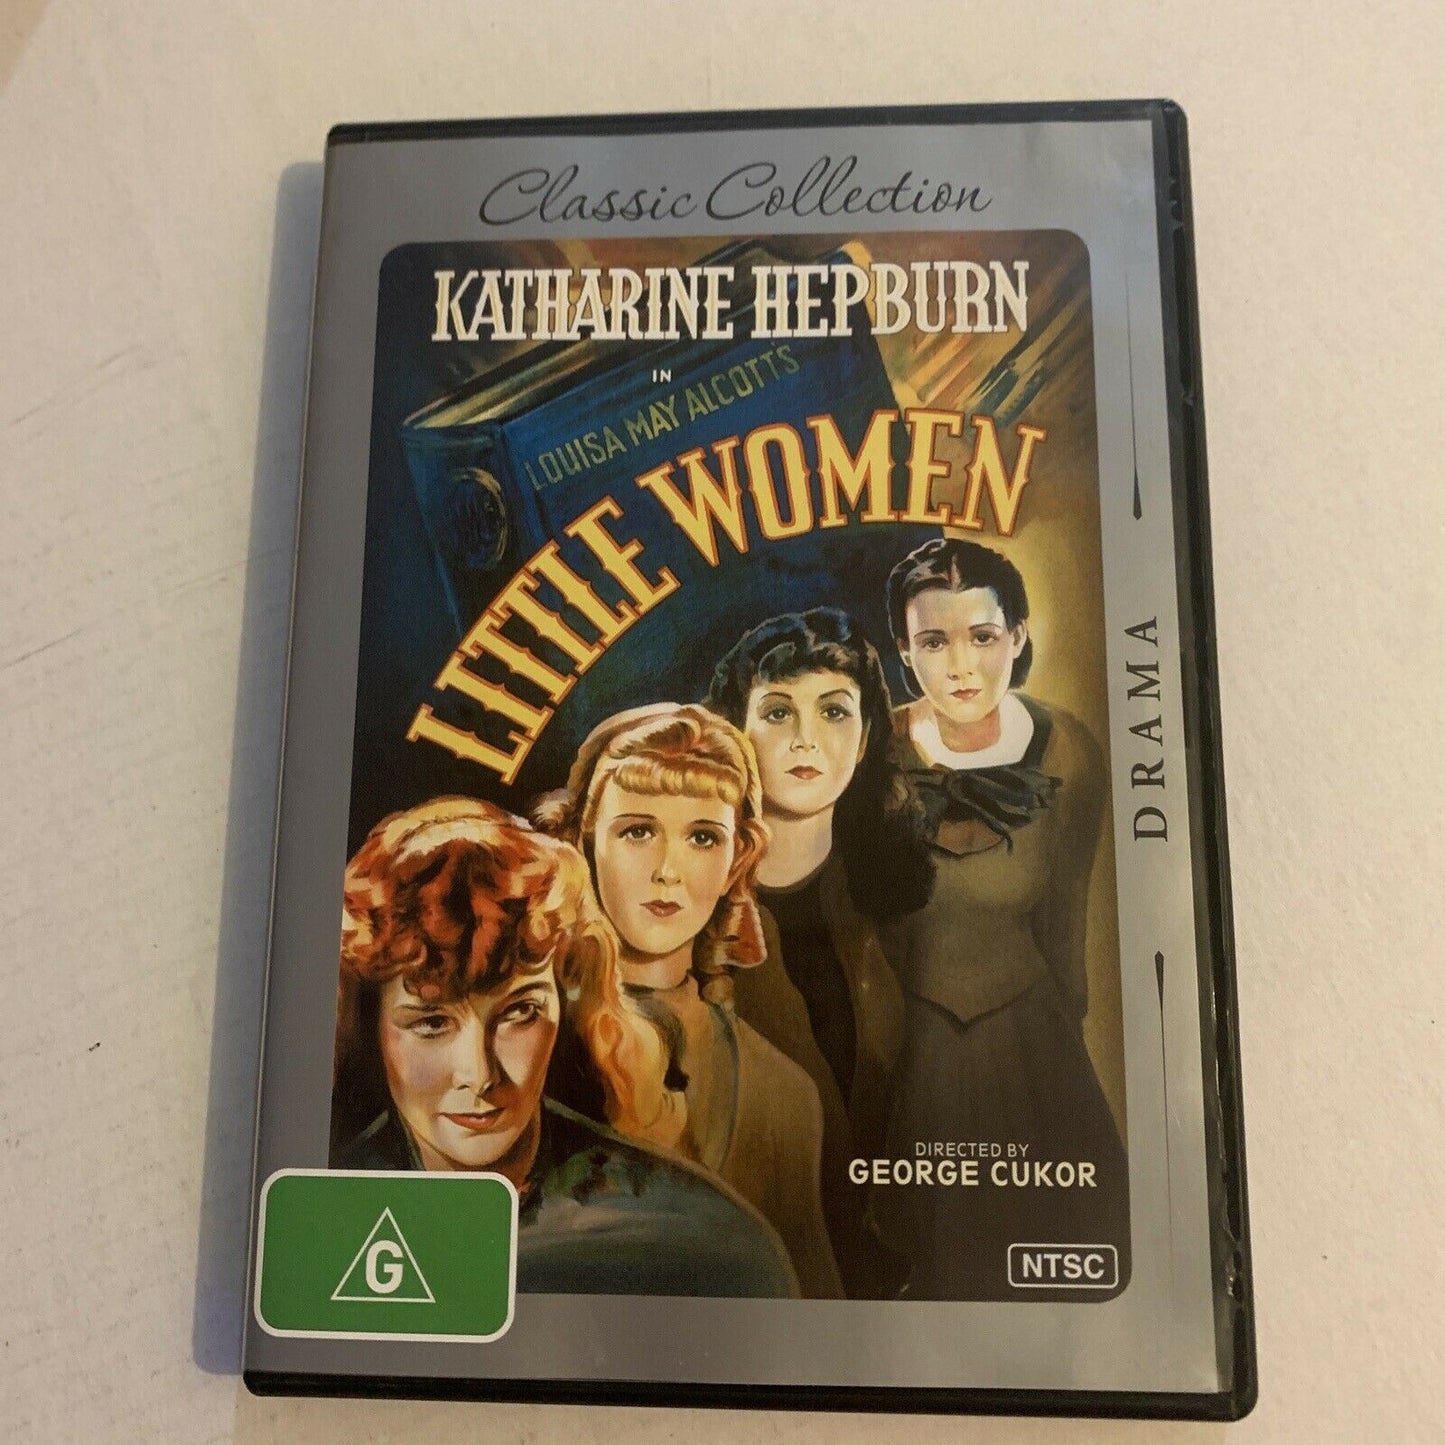 Classic Collection
KATHARINE HEPBURN
IN
LOUISA MAY ALCOTT'S
LITTLE WOMEN
DRAMA
DIRECTED BY
GEORGE CUKOR
G
NTSC